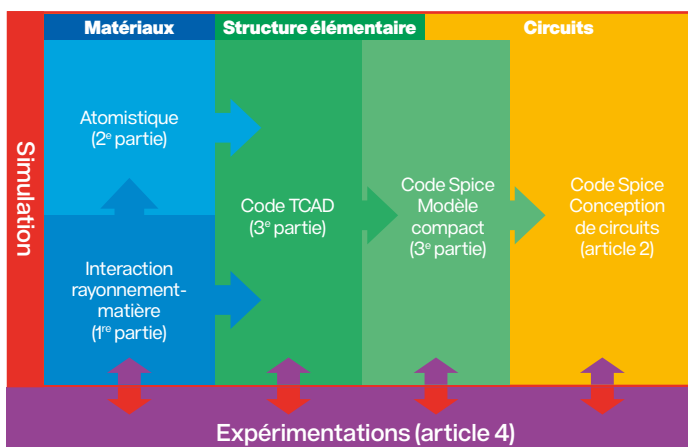 Matériaux
Structure élémentaire
Circuits
Simulation
Atomistique
(2e partie)
Interaction
rayonnement-
matière
(1re partie)
Code TCAD
(3e partie)
Code Spice
Modèle
compact
(3e partie)
Code Spice
Conception
de circuits
(article 2)
Expérimentations (article 4)